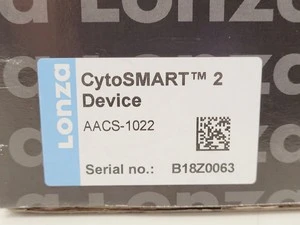 Lonza
CytoSMART™ 2
Device
AACS-1022
Serial no.: B18Z0063